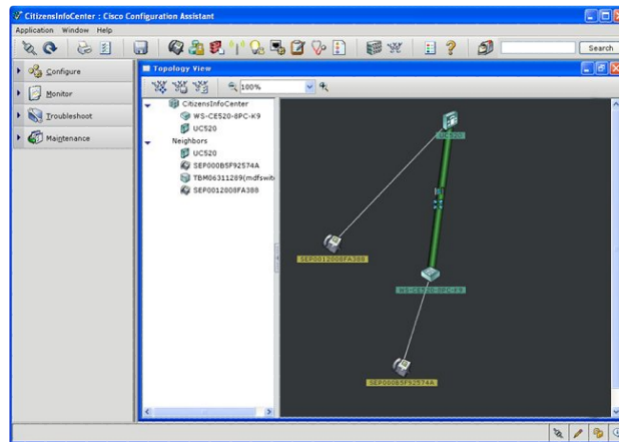 CitizensInfoCenter : Cisco Configuration Assistant
Application Window Help
Search
Configure
Monitor
Troubleshoot
Maintenance
Topology View
100%
CitizensInfoCenter
WS-CE520-8PC-K9
UC520
Neighbors
UC520
SEP000B5F92574A
TBM06311289(mdfswit
SEP0012008FA388
UC520
SEP0012008FA388
WS-CE520-8PC-K9
SEP000B5F92574A